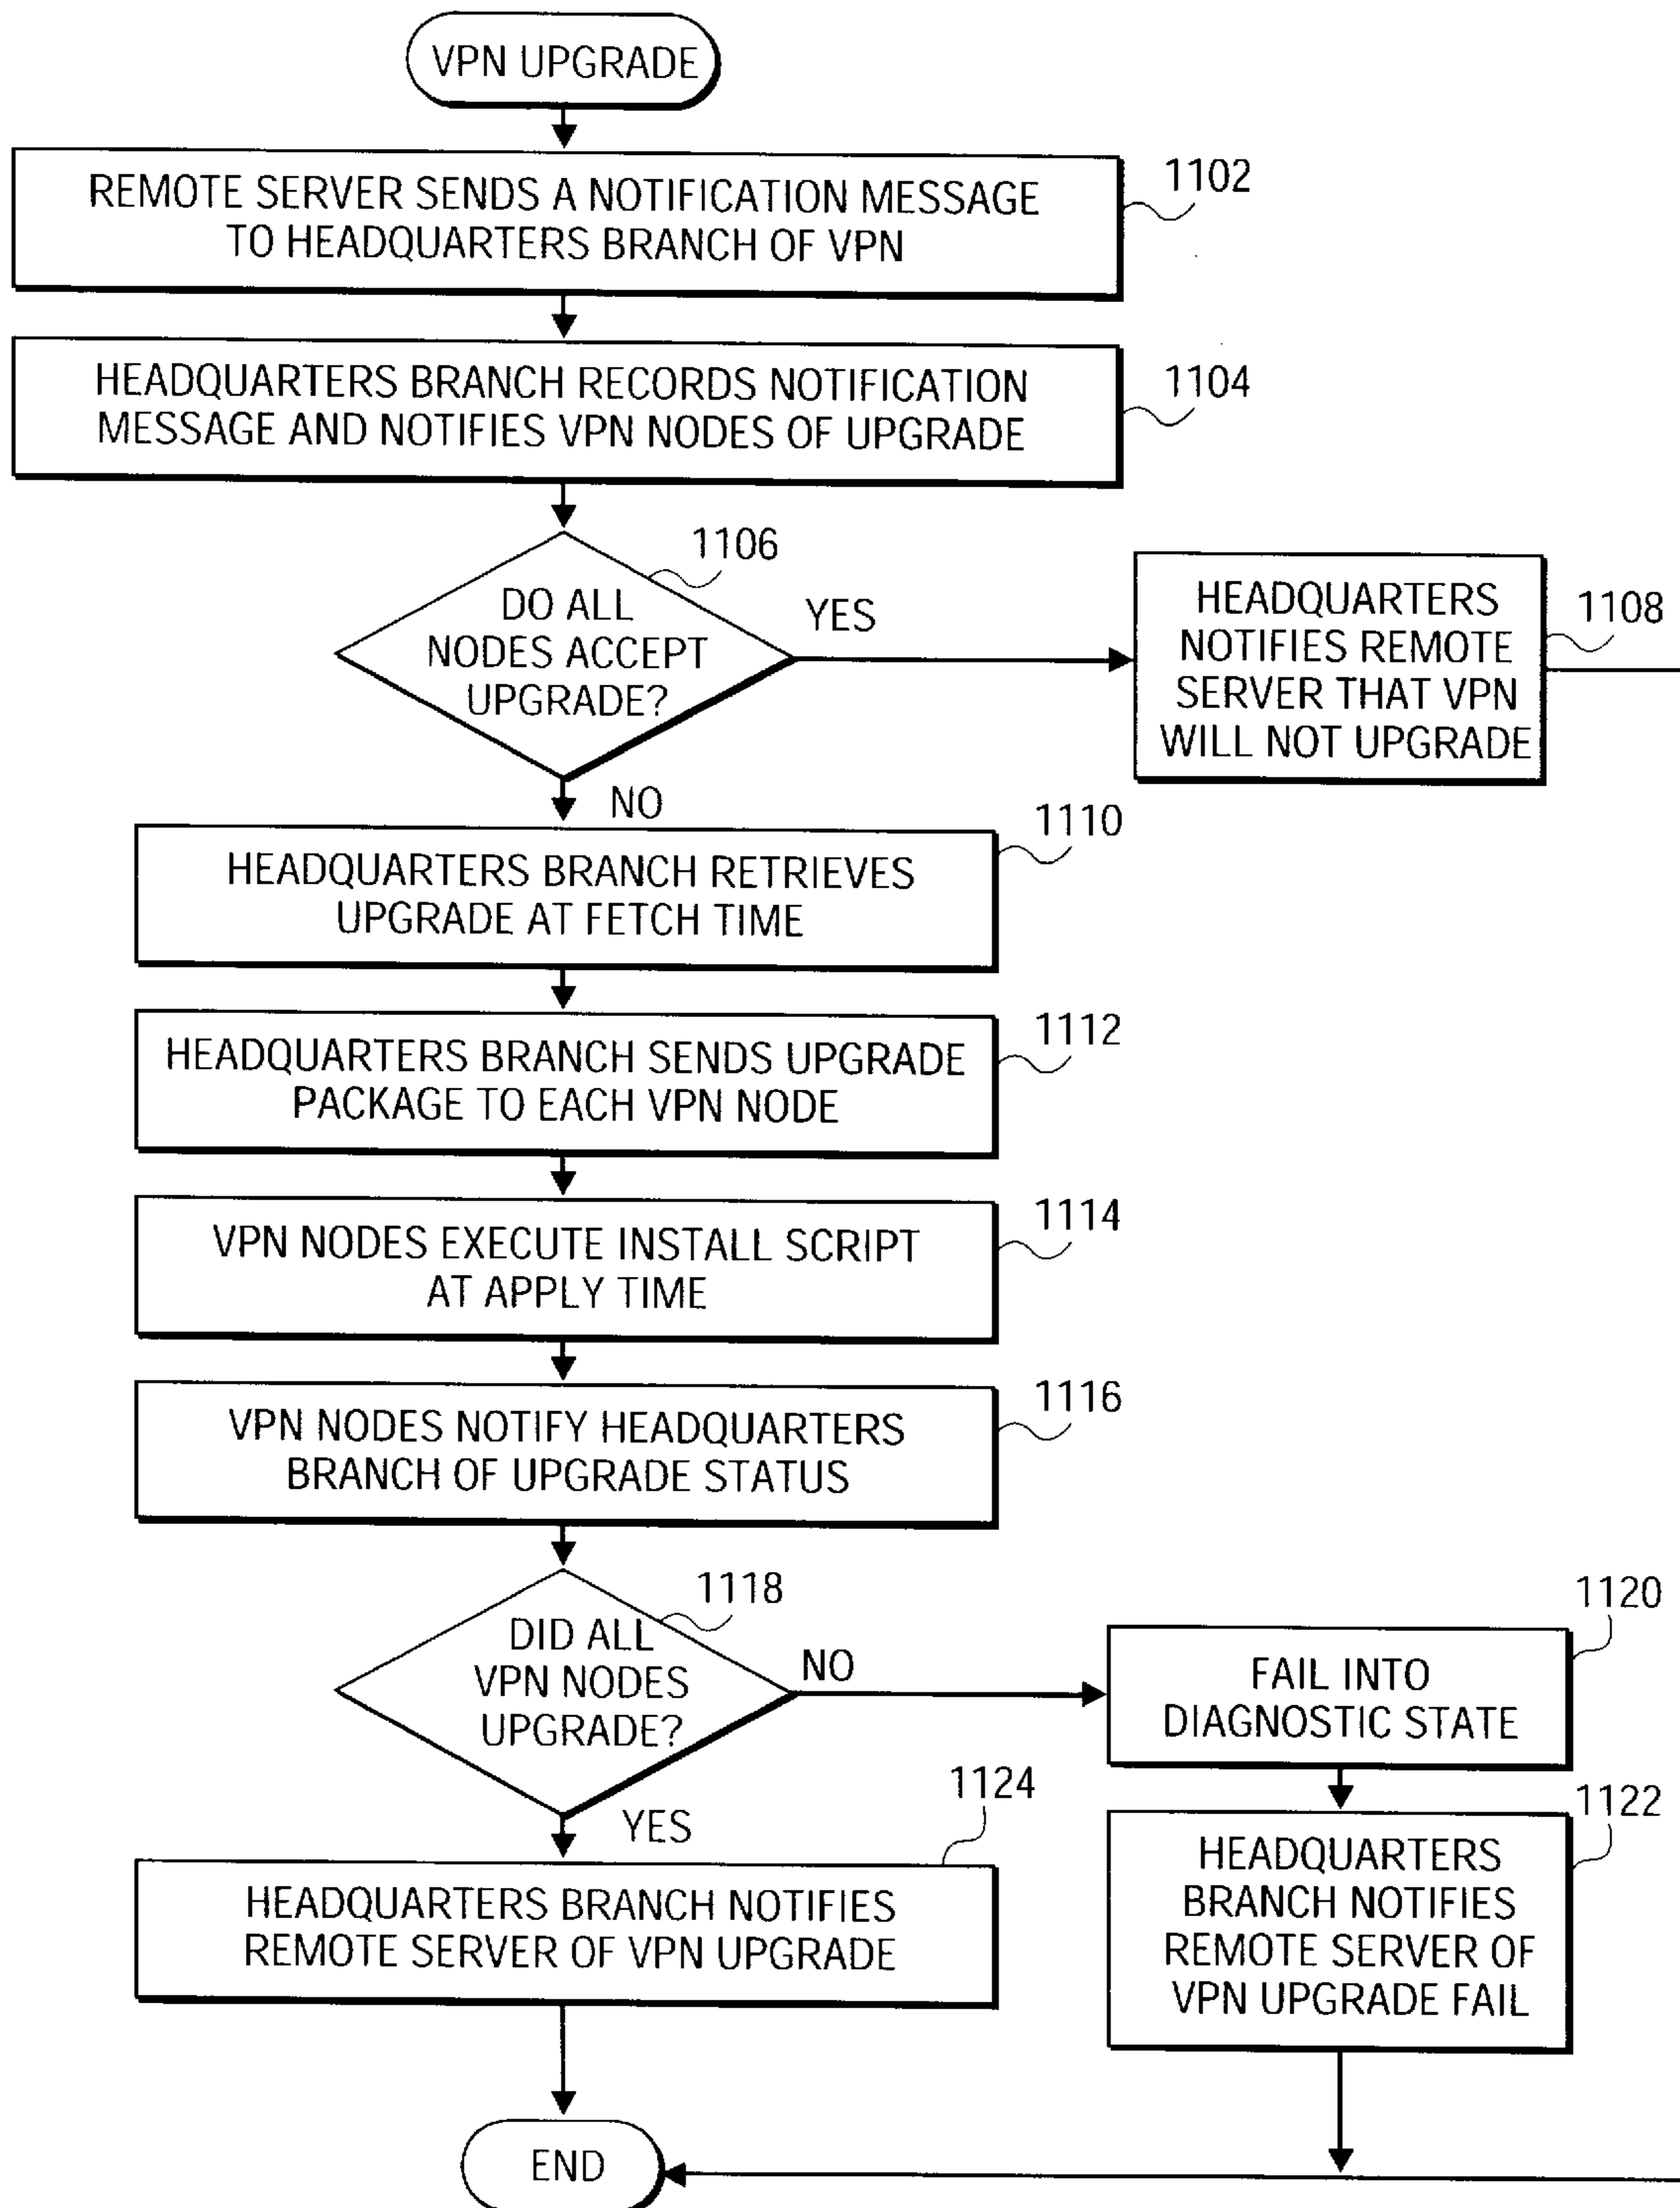 VPN UPGRADE
REMOTE SERVER SENDS A NOTIFICATION MESSAGE
TO HEADQUARTERS BRANCH OF VPN
1102
HEADQUARTERS BRANCH RECORDS NOTIFICATION
MESSAGE AND NOTIFIES VPN NODES OF UPGRADE
1104
1106
DO ALL
NODES ACCEPT
UPGRADE?
YES
HEADQUARTERS
NOTIFIES REMOTE
SERVER THAT VPN
WILL NOT UPGRADE
1108
NO
1110
HEADQUARTERS BRANCH RETRIEVES
UPGRADE AT FETCH TIME
1112
HEADQUARTERS BRANCH SENDS UPGRADE
PACKAGE TO EACH VPN NODE
1114
VPN NODES EXECUTE INSTALL SCRIPT
AT APPLY TIME
1116
VPN NODES NOTIFY HEADQUARTERS
BRANCH OF UPGRADE STATUS
1118
DID ALL
VPN NODES
UPGRADE?
NO
1120
FAIL INTO
DIAGNOSTIC STATE
YES
1124
HEADQUARTERS BRANCH NOTIFIES
REMOTE SERVER OF VPN UPGRADE
1122
HEADQUARTERS
BRANCH NOTIFIES
REMOTE SERVER OF
VPN UPGRADE FAIL
END